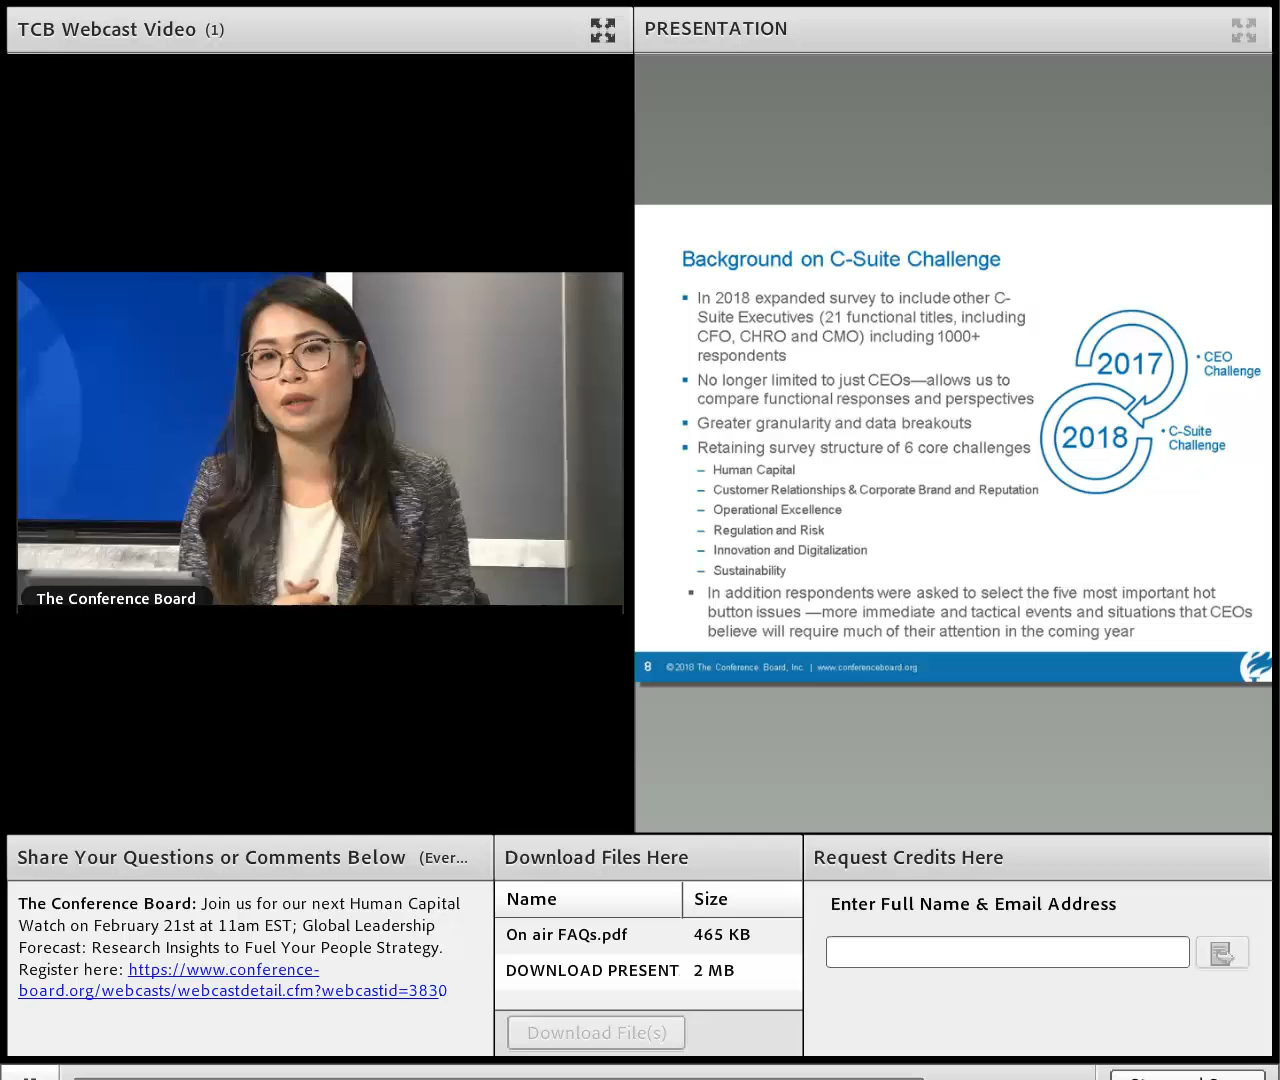 TCB Webcast Video (1)
PRESENTATION
The Conference Board
Background on C-Suite Challenge
▪ In 2018 expanded survey to include other C-
Suite Executives (21 functional titles, including
CFO, CHRO and CMO) including 1000+
respondents
▪ No longer limited to just CEOs—allows us to
compare functional responses and perspectives
▪ Greater granularity and data breakouts
▪ Retaining survey structure of 6 core challenges
– Human Capital
– Customer Relationships & Corporate Brand and Reputation
– Operational Excellence
– Regulation and Risk
– Innovation and Digitalization
– Sustainability
▪ In addition respondents were asked to select the five most important hot
button issues —more immediate and tactical events and situations that CEOs
believe will require much of their attention in the coming year
2017
• CEO
Challenge
2018
• C-Suite
Challenge
8 © 2018 The Conference Board, Inc. | www.conferenceboard.org
Share Your Questions or Comments Below (Ever...
The Conference Board: Join us for our next Human Capital
Watch on February 21st at 11am EST; Global Leadership
Forecast: Research Insights to Fuel Your People Strategy.
Register here: https://www.conference-
board.org/webcasts/webcastdetail.cfm?webcastid=3830
Download Files Here
Name Size
On air FAQs.pdf 465 KB
DOWNLOAD PRESENT 2 MB
Download File(s)
Request Credits Here
Enter Full Name & Email Address